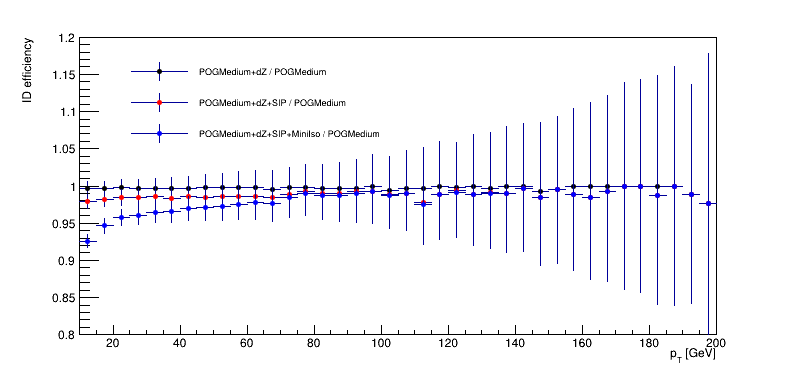 ID efficiency
1.2
1.15
1.1
1.05
1
0.95
0.9
0.85
0.8
POGMedium+dZ / POGMedium
POGMedium+dZ+SIP / POGMedium
POGMedium+dZ+SIP+MiniIso / POGMedium
20 40 60 80 100 120 140 160 180 200
pT [GeV]